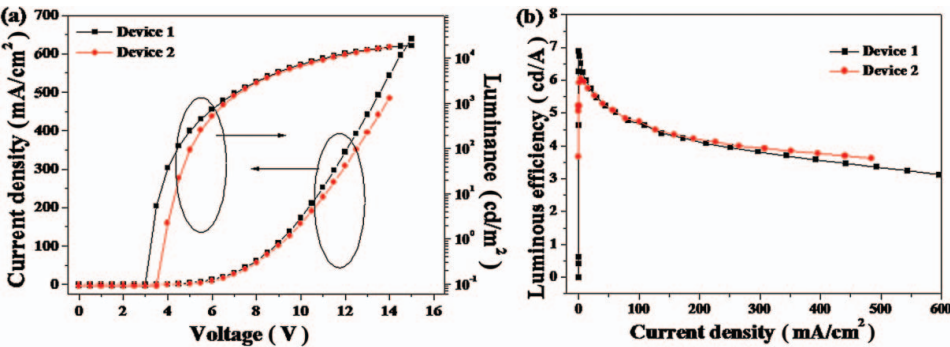 (a)
700
600
500
400
300
200
100
0
Current density (mA/cm²)
Device 1
Device 2
10⁴
10³
10²
10¹
10⁰
10⁻¹
Luminance (cd/m²)
0 2 4 6 8 10 12 14 16
Voltage ( V )
(b)
8
7
6
5
4
3
2
1
0
Luminous efficiency (cd/A)
Device 1
Device 2
0 100 200 300 400 500 600
Current density ( mA/cm² )